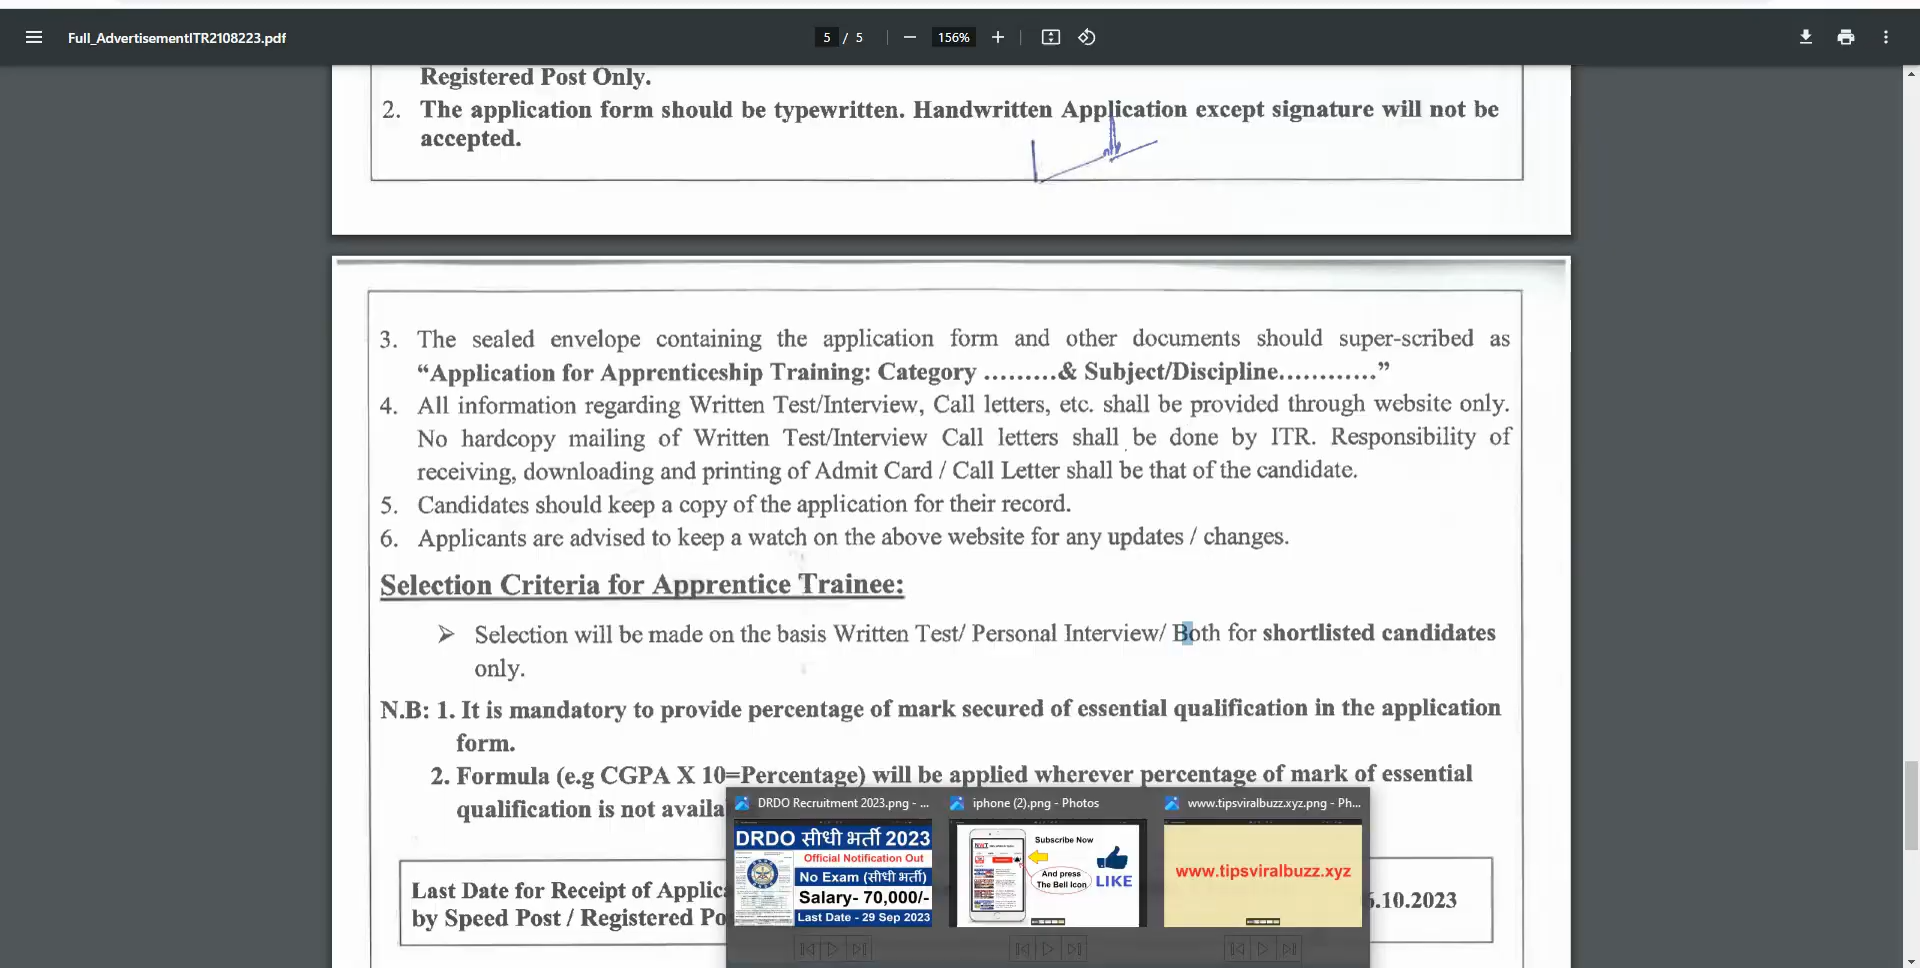 Full_AdvertisementITR2108223.pdf
5 / 5
156%
Registered Post Only.
2. The application form should be typewritten. Handwritten Application except signature will not be
accepted.
3. The sealed envelope containing the application form and other documents should super-scribed as
“Application for Apprenticeship Training: Category .........& Subject/Discipline............”
4. All information regarding Written Test/Interview, Call letters, etc. shall be provided through website only.
No hardcopy mailing of Written Test/Interview Call letters shall be done by ITR. Responsibility of
receiving, downloading and printing of Admit Card / Call Letter shall be that of the candidate.
5. Candidates should keep a copy of the application for their record.
6. Applicants are advised to keep a watch on the above website for any updates / changes.
Selection Criteria for Apprentice Trainee:
➢ Selection will be made on the basis Written Test/ Personal Interview/ Both for shortlisted candidates
only.
N.B: 1. It is mandatory to provide percentage of mark secured of essential qualification in the application
form.
2. Formula (e.g CGPA X 10=Percentage) will be applied wherever percentage of mark of essential
qualification is not availa
Last Date for Receipt of Applic
by Speed Post / Registered Po
.10.2023
DRDO Recruitment 2023.png - ...
DRDO सीधी भर्ती 2023
Official Notification Out
No Exam (सीधी भर्ती)
Salary- 70,000/-
Last Date - 29 Sep 2023
iphone (2).png - Photos
Subscribe Now
And press
The Bell Icon
LIKE
www.tipsviralbuzz.xyz.png - Ph...
www.tipsviralbuzz.xyz